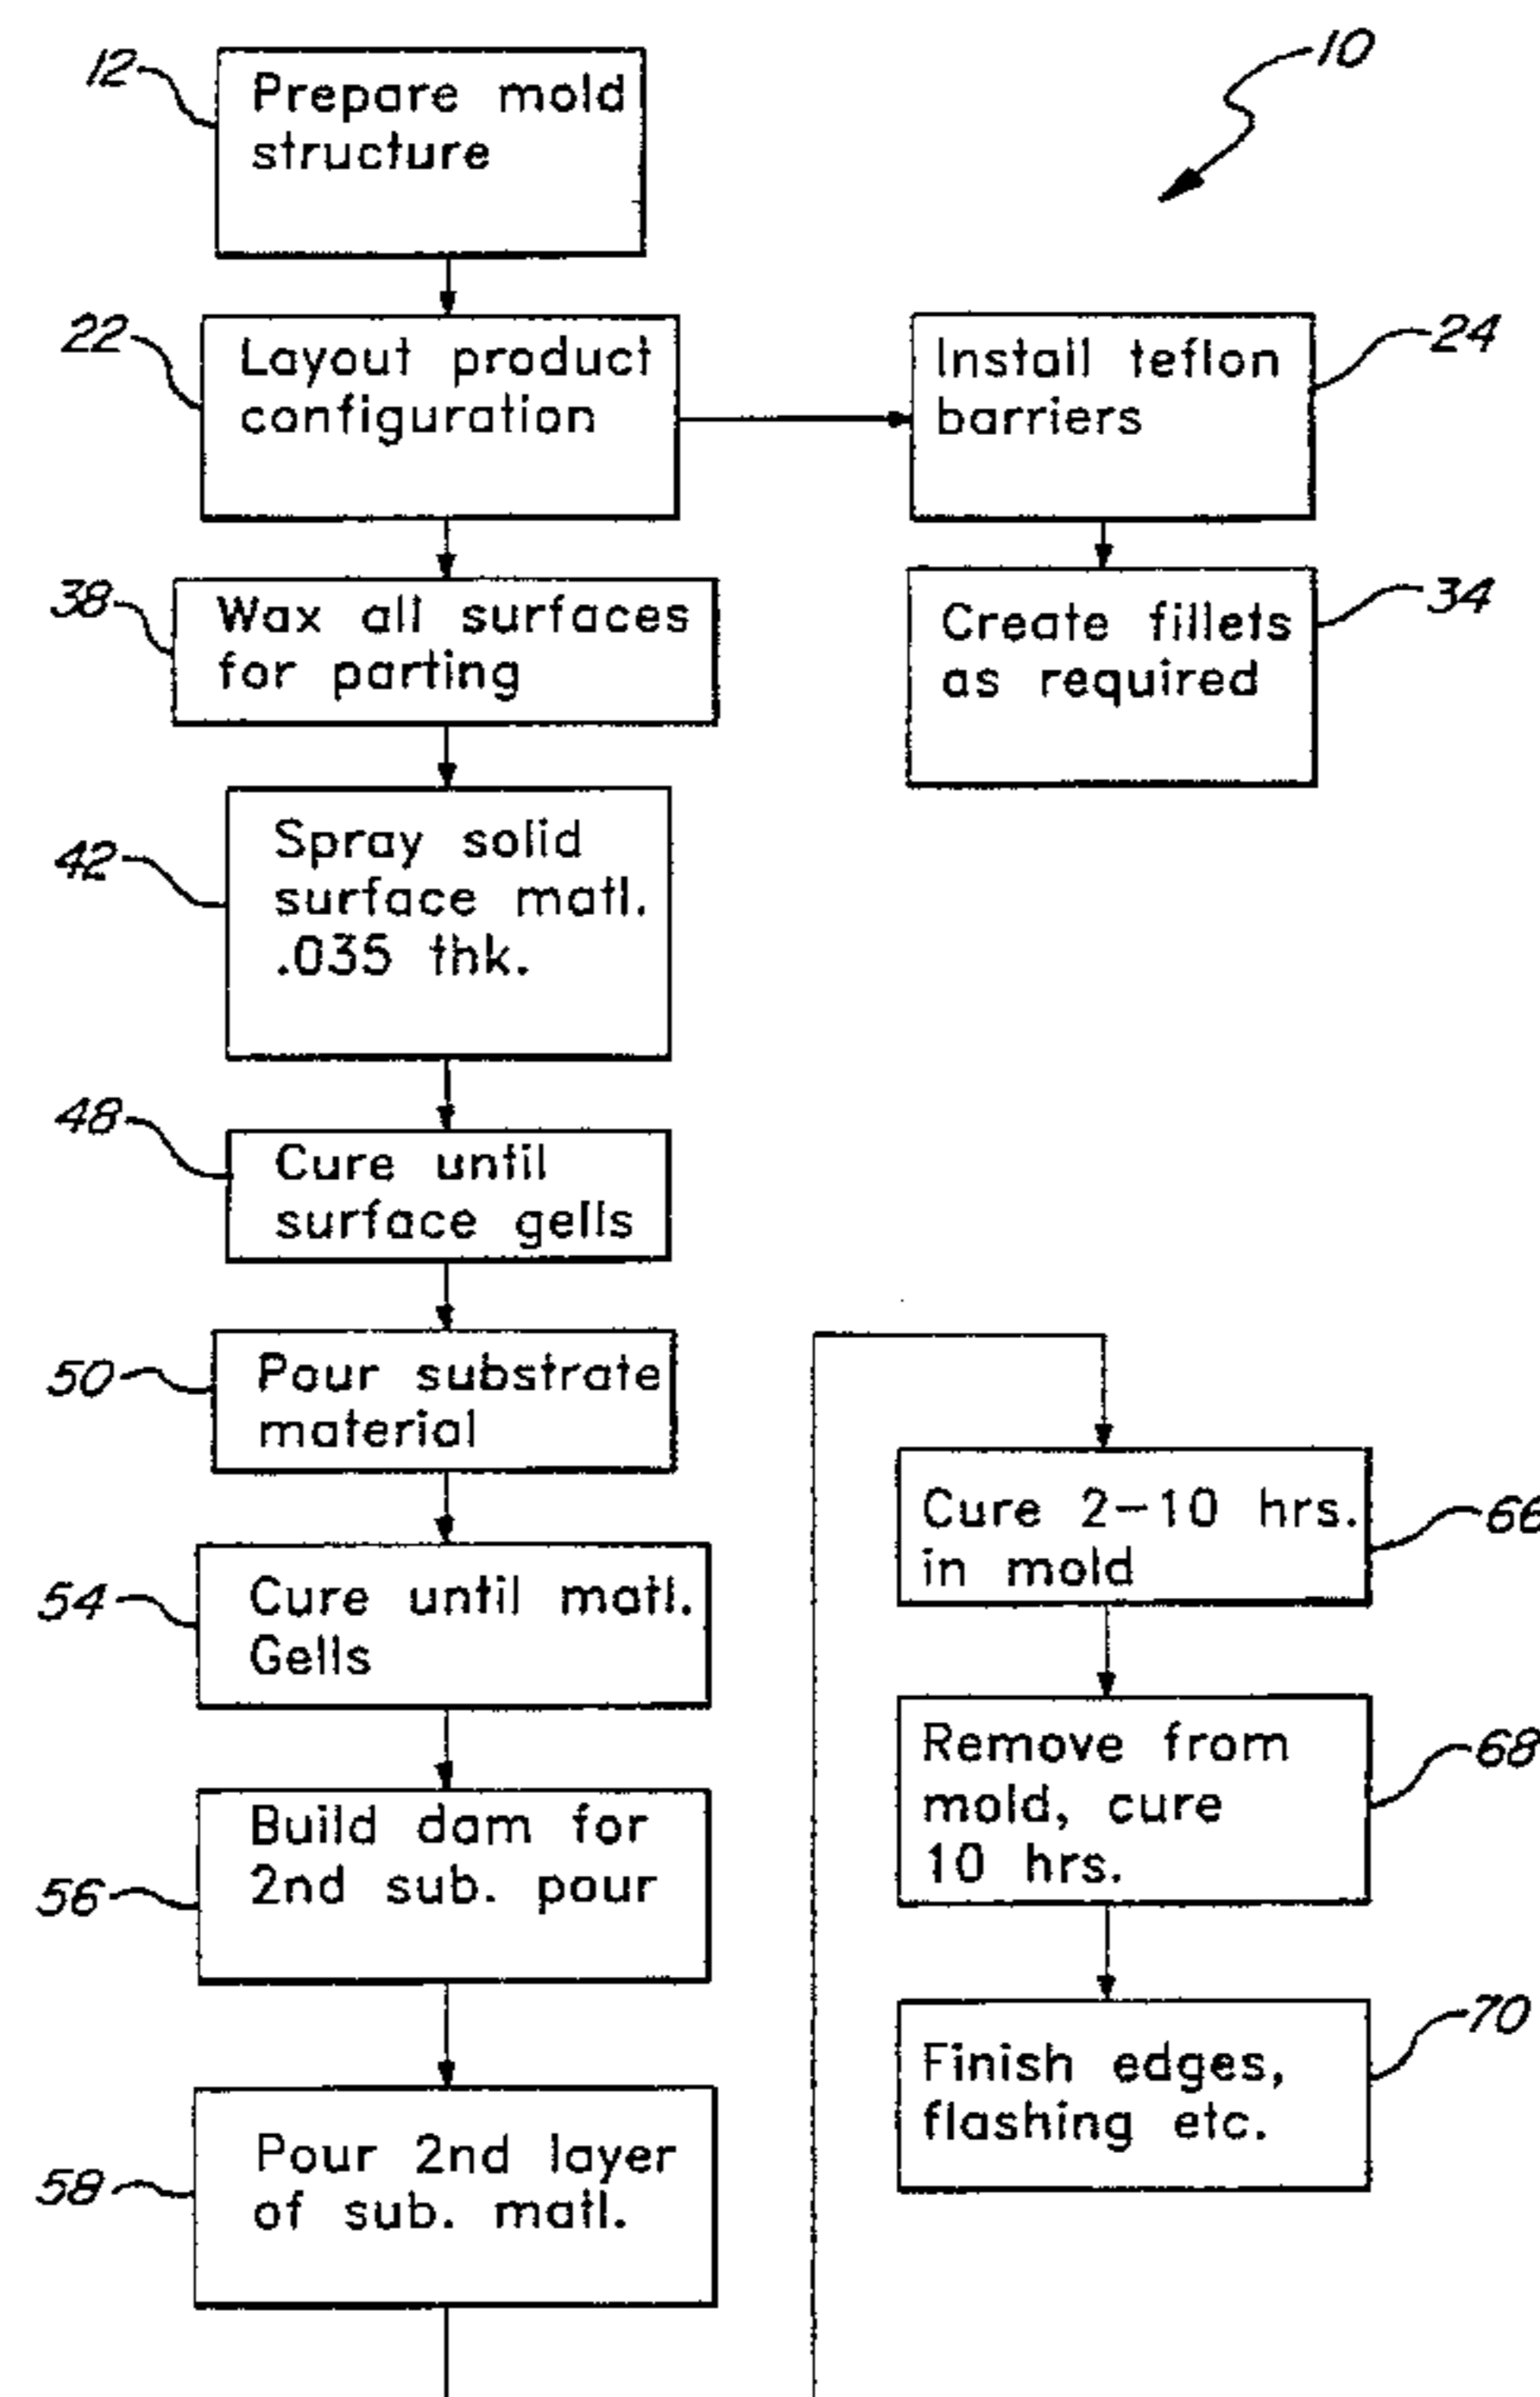 10
12
Prepare mold
structure
22
Layout product
configuration
24
Install teflon
barriers
34
Create fillets
as required
38
Wax all surfaces
for parting
42
Spray solid
surface matl.
.035 thk.
48
Cure until
surface gells
50
Pour substrate
material
54
Cure until matl.
Gells
56
Build dam for
2nd sub. pour
58
Pour 2nd layer
of sub. matl.
66
Cure 2-10 hrs.
in mold
68
Remove from
mold, cure
10 hrs.
70
Finish edges,
flashing etc.